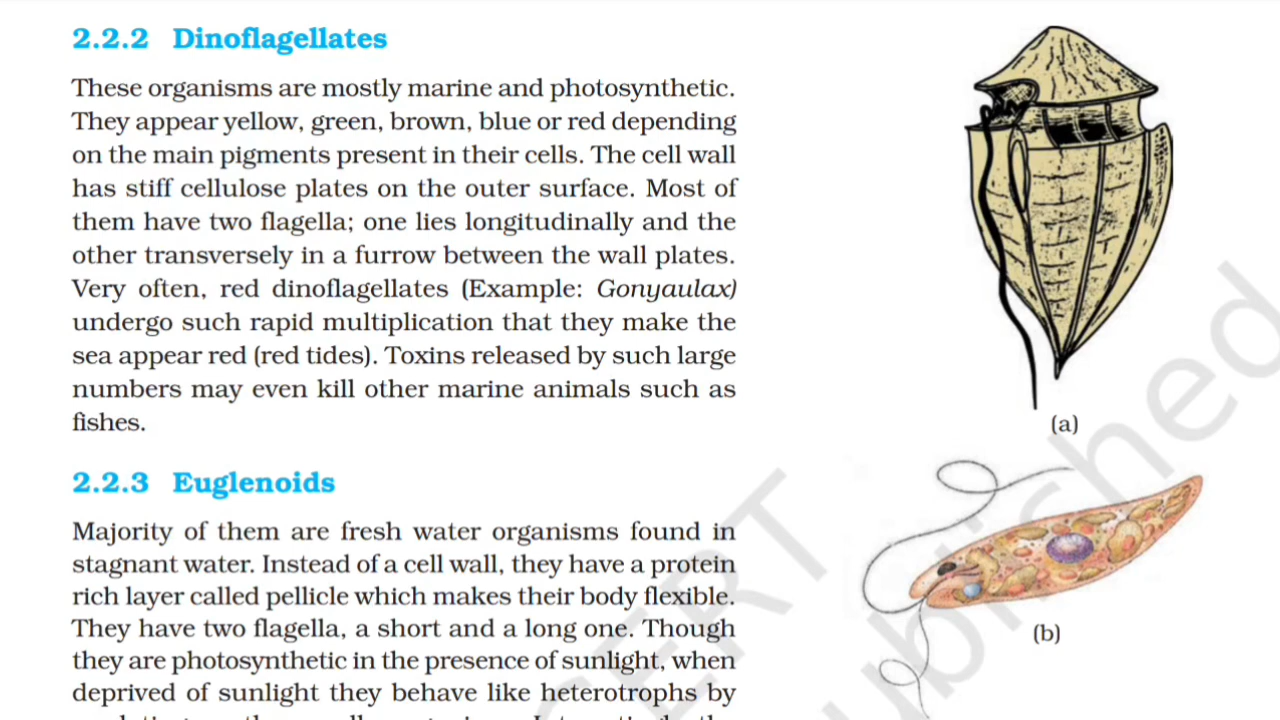 2.2.2 Dinoflagellates
These organisms are mostly marine and photosynthetic.
They appear yellow, green, brown, blue or red depending
on the main pigments present in their cells. The cell wall
has stiff cellulose plates on the outer surface. Most of
them have two flagella; one lies longitudinally and the
other transversely in a furrow between the wall plates.
Very often, red dinoflagellates (Example: Gonyaulax)
undergo such rapid multiplication that they make the
sea appear red (red tides). Toxins released by such large
numbers may even kill other marine animals such as
fishes.
2.2.3 Euglenoids
Majority of them are fresh water organisms found in
stagnant water. Instead of a cell wall, they have a protein
rich layer called pellicle which makes their body flexible.
They have two flagella, a short and a long one. Though
they are photosynthetic in the presence of sunlight, when
deprived of sunlight they behave like heterotrophs by
(a)
(b)